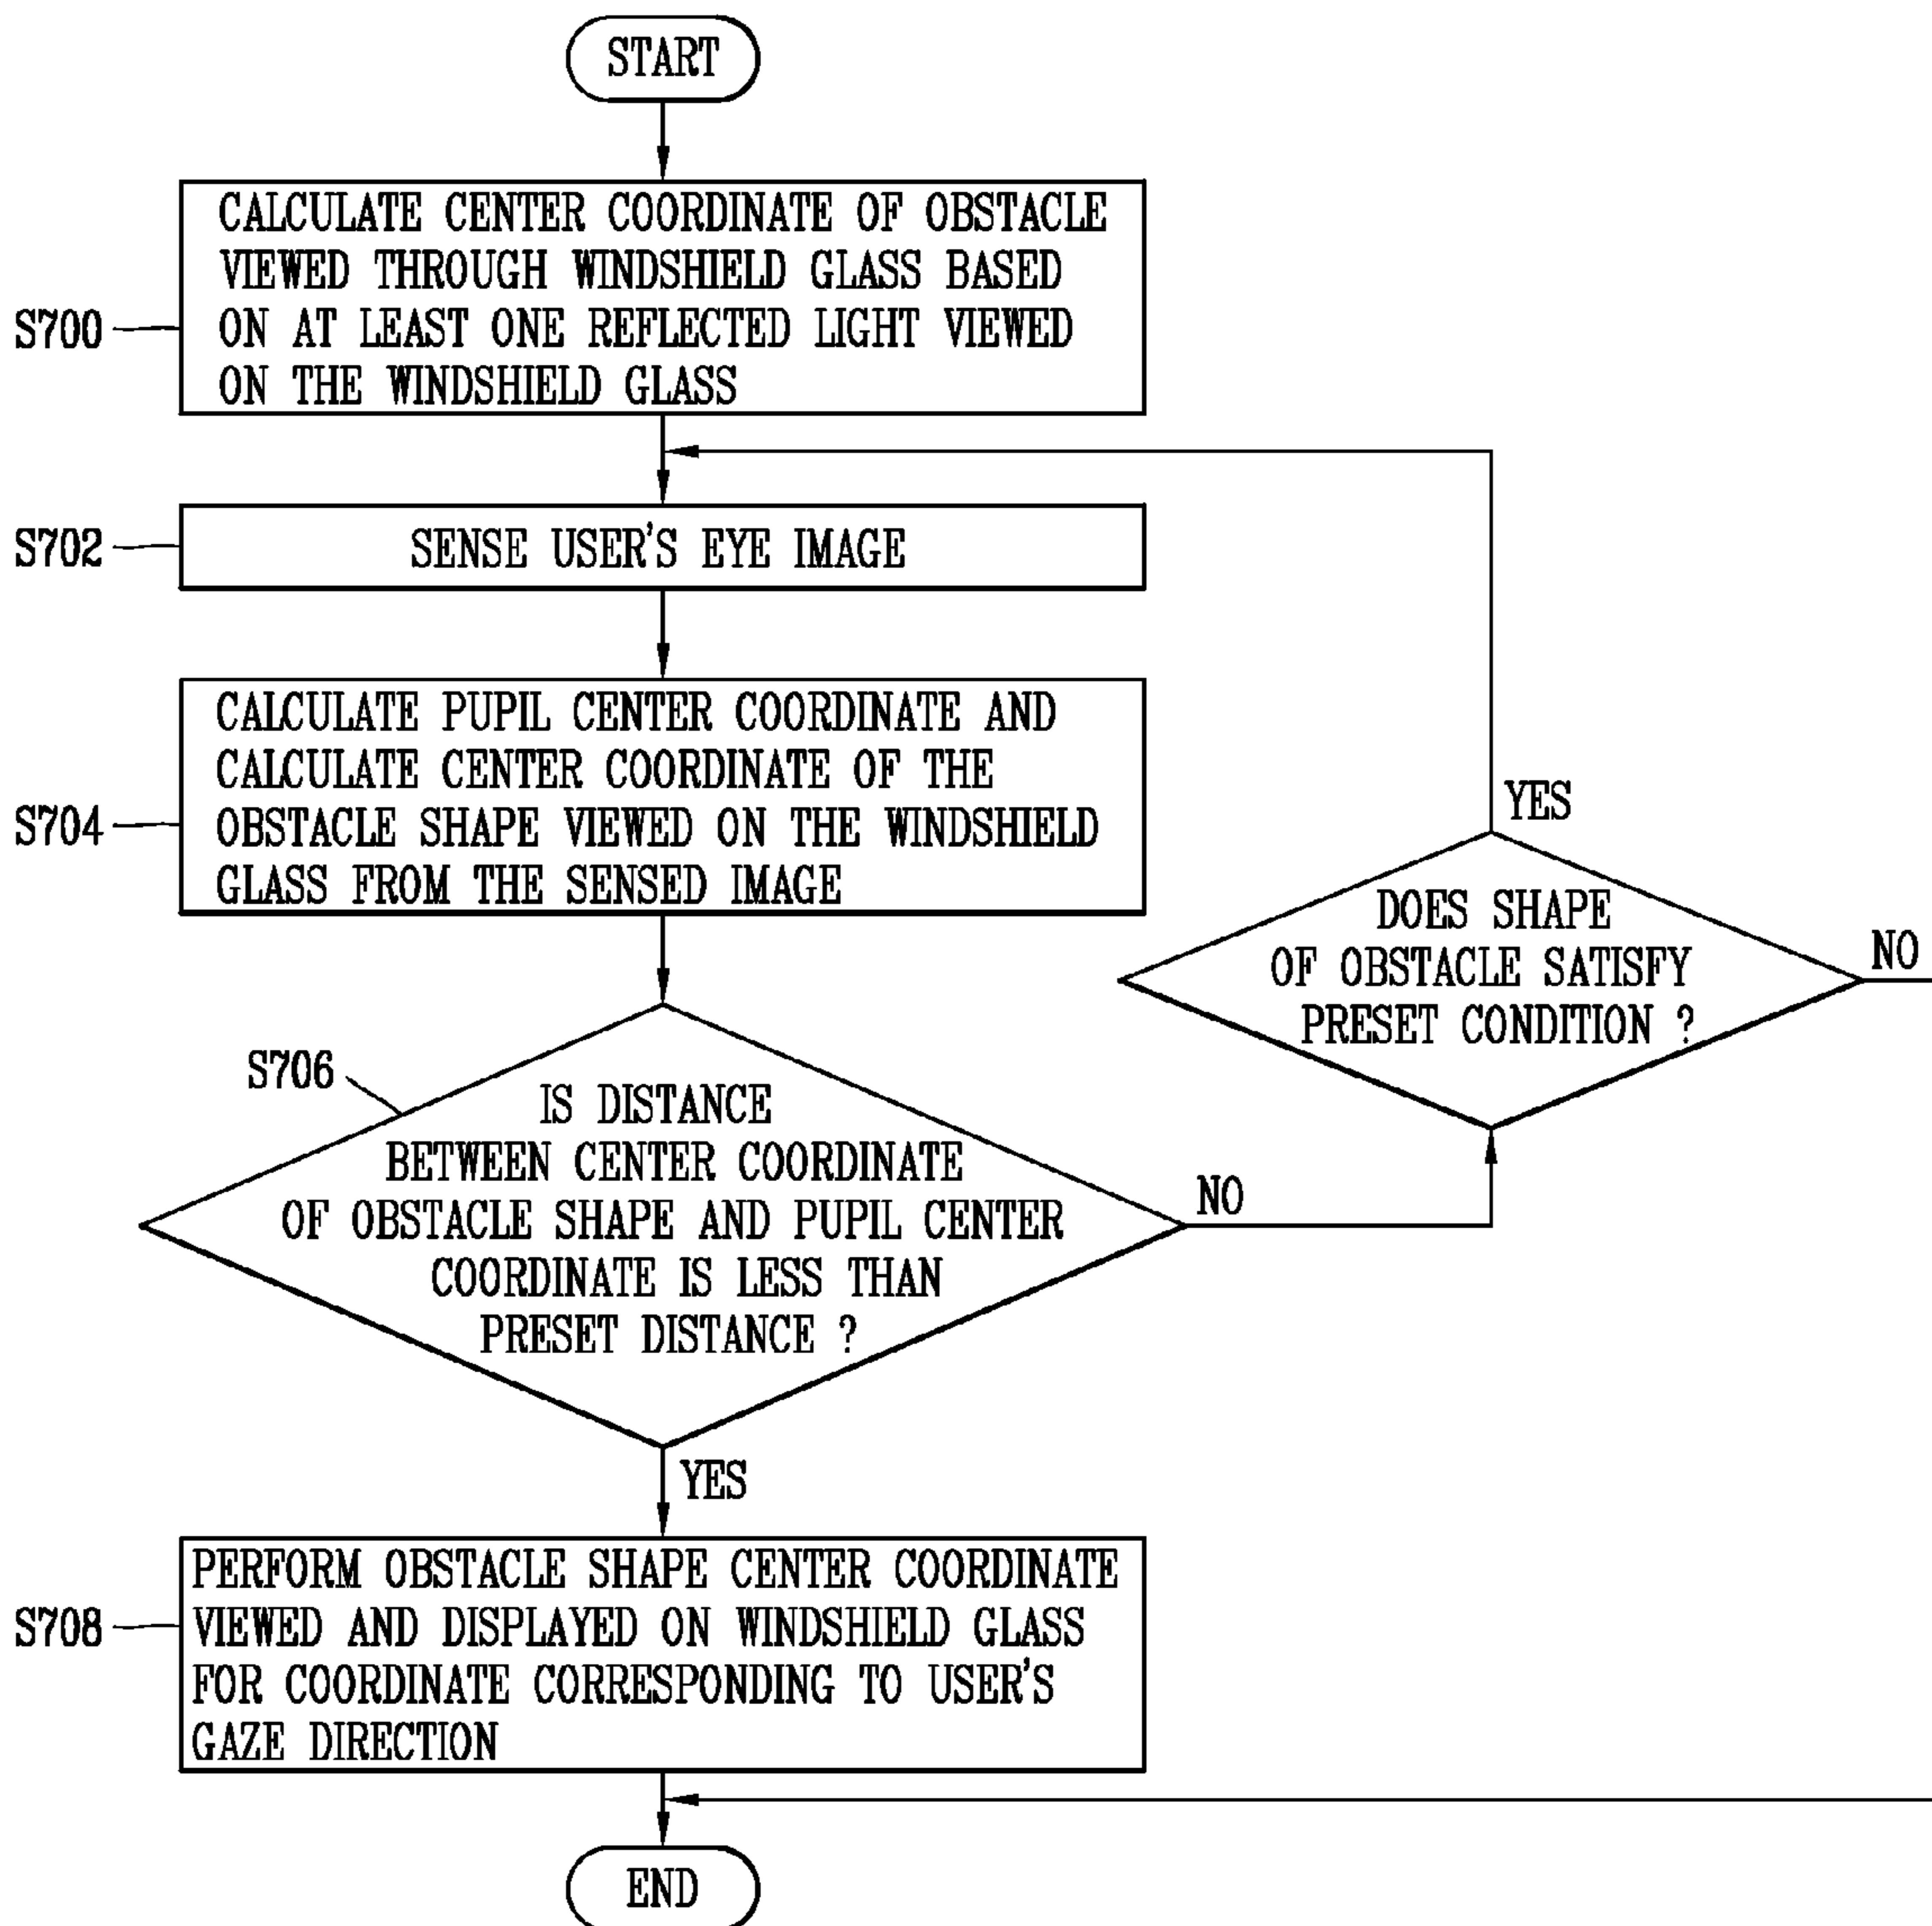 START
CALCULATE CENTER COORDINATE OF OBSTACLE
VIEWED THROUGH WINDSHIELD GLASS BASED
ON AT LEAST ONE REFLECTED LIGHT VIEWED
ON THE WINDSHIELD GLASS
S700
S702
SENSE USER'S EYE IMAGE
CALCULATE PUPIL CENTER COORDINATE AND
CALCULATE CENTER COORDINATE OF THE
OBSTACLE SHAPE VIEWED ON THE WINDSHIELD
GLASS FROM THE SENSED IMAGE
S704
YES
DOES SHAPE
OF OBSTACLE SATISFY
PRESET CONDITION ?
NO
S706
IS DISTANCE
BETWEEN CENTER COORDINATE
OF OBSTACLE SHAPE AND PUPIL CENTER
COORDINATE IS LESS THAN
PRESET DISTANCE ?
NO
YES
PERFORM OBSTACLE SHAPE CENTER COORDINATE
VIEWED AND DISPLAYED ON WINDSHIELD GLASS
FOR COORDINATE CORRESPONDING TO USER'S
GAZE DIRECTION
S708
END